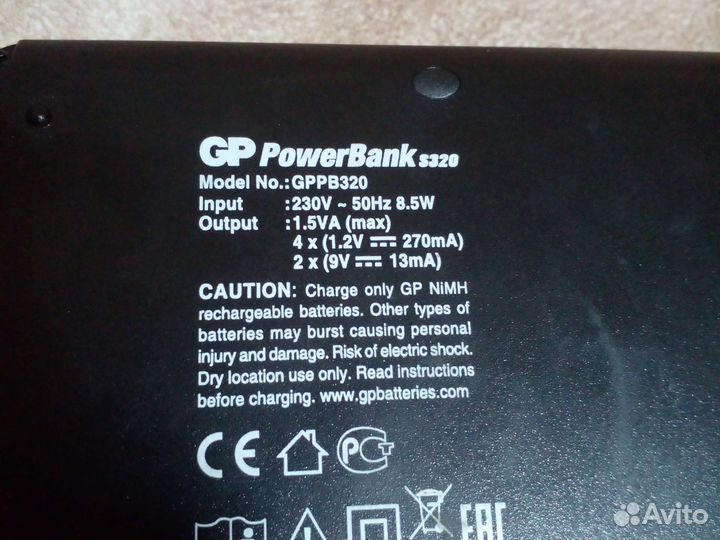 GP PowerBank S320
Model No.:GPPB320
Input :230V ~ 50Hz 8.5W
Output :1.5VA (max)
4 x (1.2V ⎓ 270mA)
2 x (9V ⎓ 13mA)
CAUTION: Charge only GP NiMH
rechargeable batteries. Other types of
batteries may burst causing personal
injury and damage. Risk of electric shock.
Dry location use only. Read instructions
before charging. www.gpbatteries.com
CE PCT
EAC
Avito